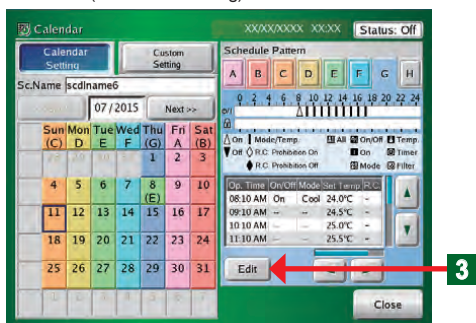 Calendar
XX/XX/XXXX XX:XX
Status: Off
Calendar Setting
Custom Setting
Sc.Name scdlname6
07/2015 Next >>
Sun Mon Tue Wed Thu Fri Sat
(C) D E F (G) A (B)
1 2 3
4 5 6 7 8 9 10
(E)
11 12 13 14 15 16 17
18 19 20 21 22 23 24
25 26 27 28 29 30 31
Schedule Pattern
A B C D E F G H
0 2 4 6 8 10 12 14 16 18 20 22 24
On Mode/Temp. All On/Off Temp.
Off R.C. Prohibition On On Timer
R.C. Prohibition Off Mode Filter
Op. Time On/Off Mode Set Temp R.C.
08:10 AM On Cool 24.0°C -
09:10 AM -- -- 24.5°C -
10:10 AM -- -- 25.0°C -
11:10 AM -- -- 25.5°C -
Edit
3
Close